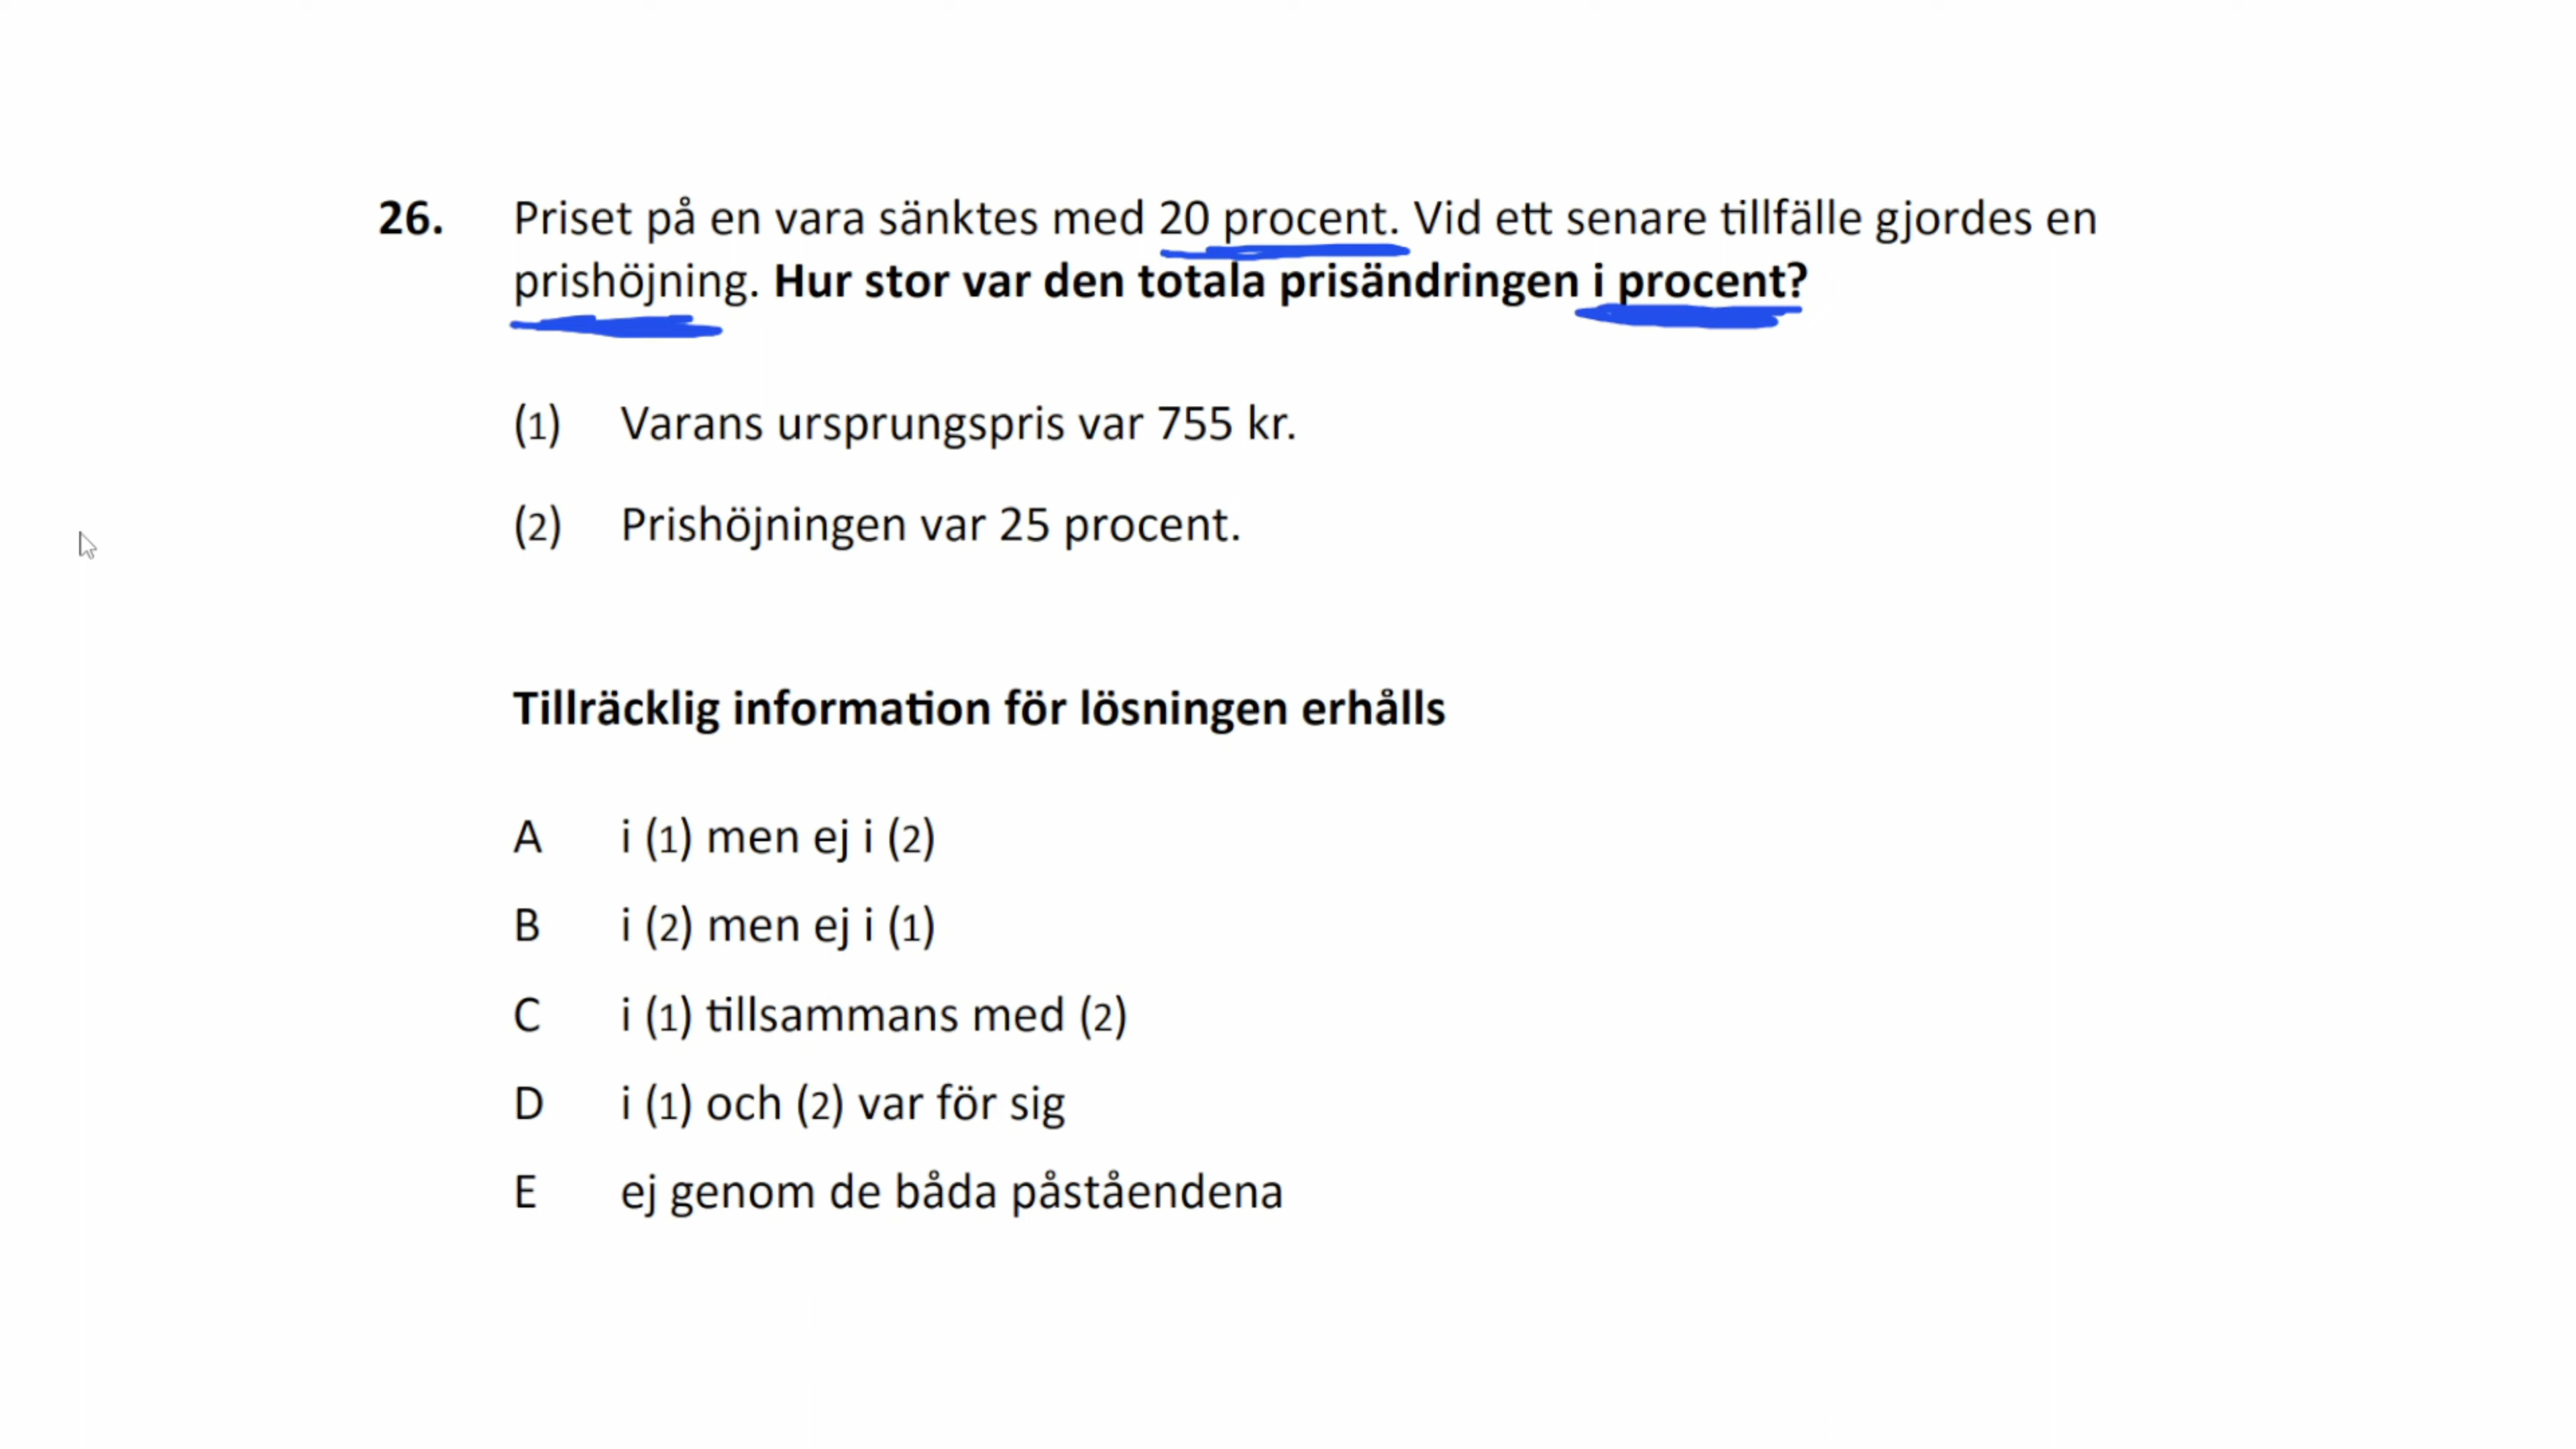 26. Priset på en vara sänktes med 20 procent. Vid ett senare tillfälle gjordes en
prishöjning. Hur stor var den totala prisändringen i procent?
(1) Varans ursprungspris var 755 kr.
(2) Prishöjningen var 25 procent.
Tillräcklig information för lösningen erhålls
A i (1) men ej i (2)
B i (2) men ej i (1)
C i (1) tillsammans med (2)
D i (1) och (2) var för sig
E ej genom de båda påståendena